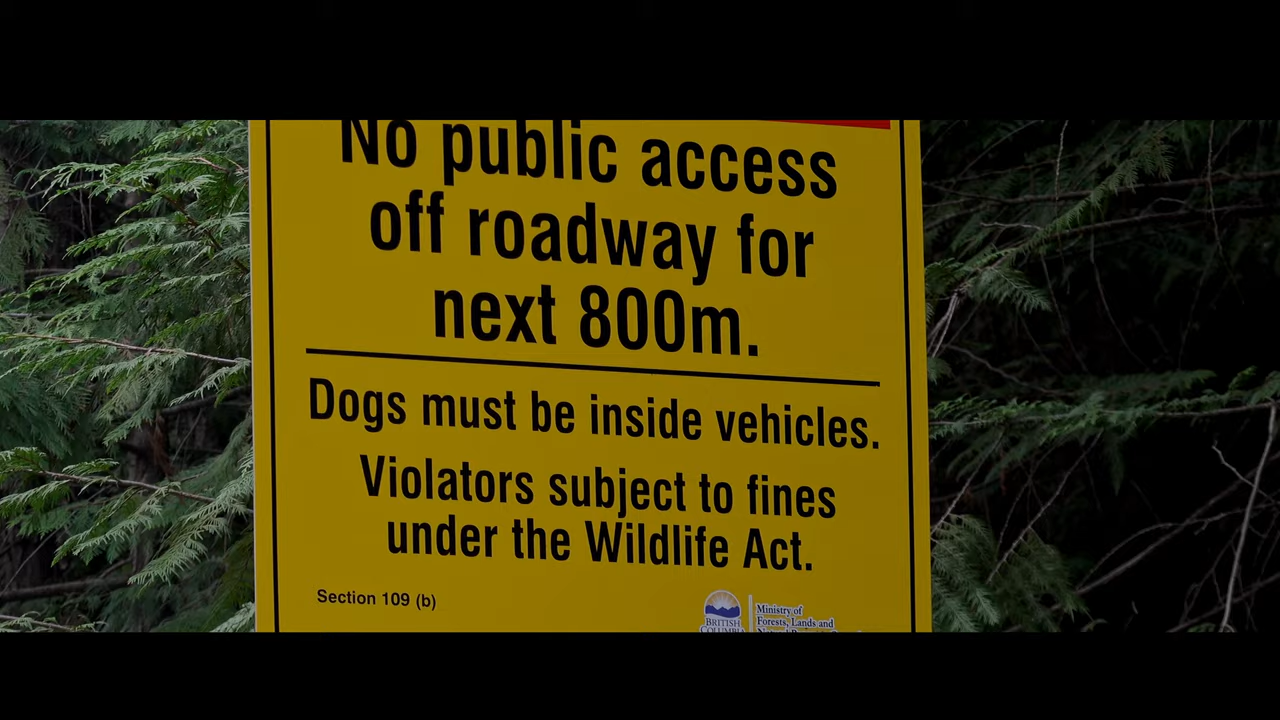 No public access
off roadway for
next 800m.
Dogs must be inside vehicles.
Violators subject to fines
under the Wildlife Act.
Section 109 (b)
BRITISH
COLUMBIA
Ministry of
Forests, Lands and